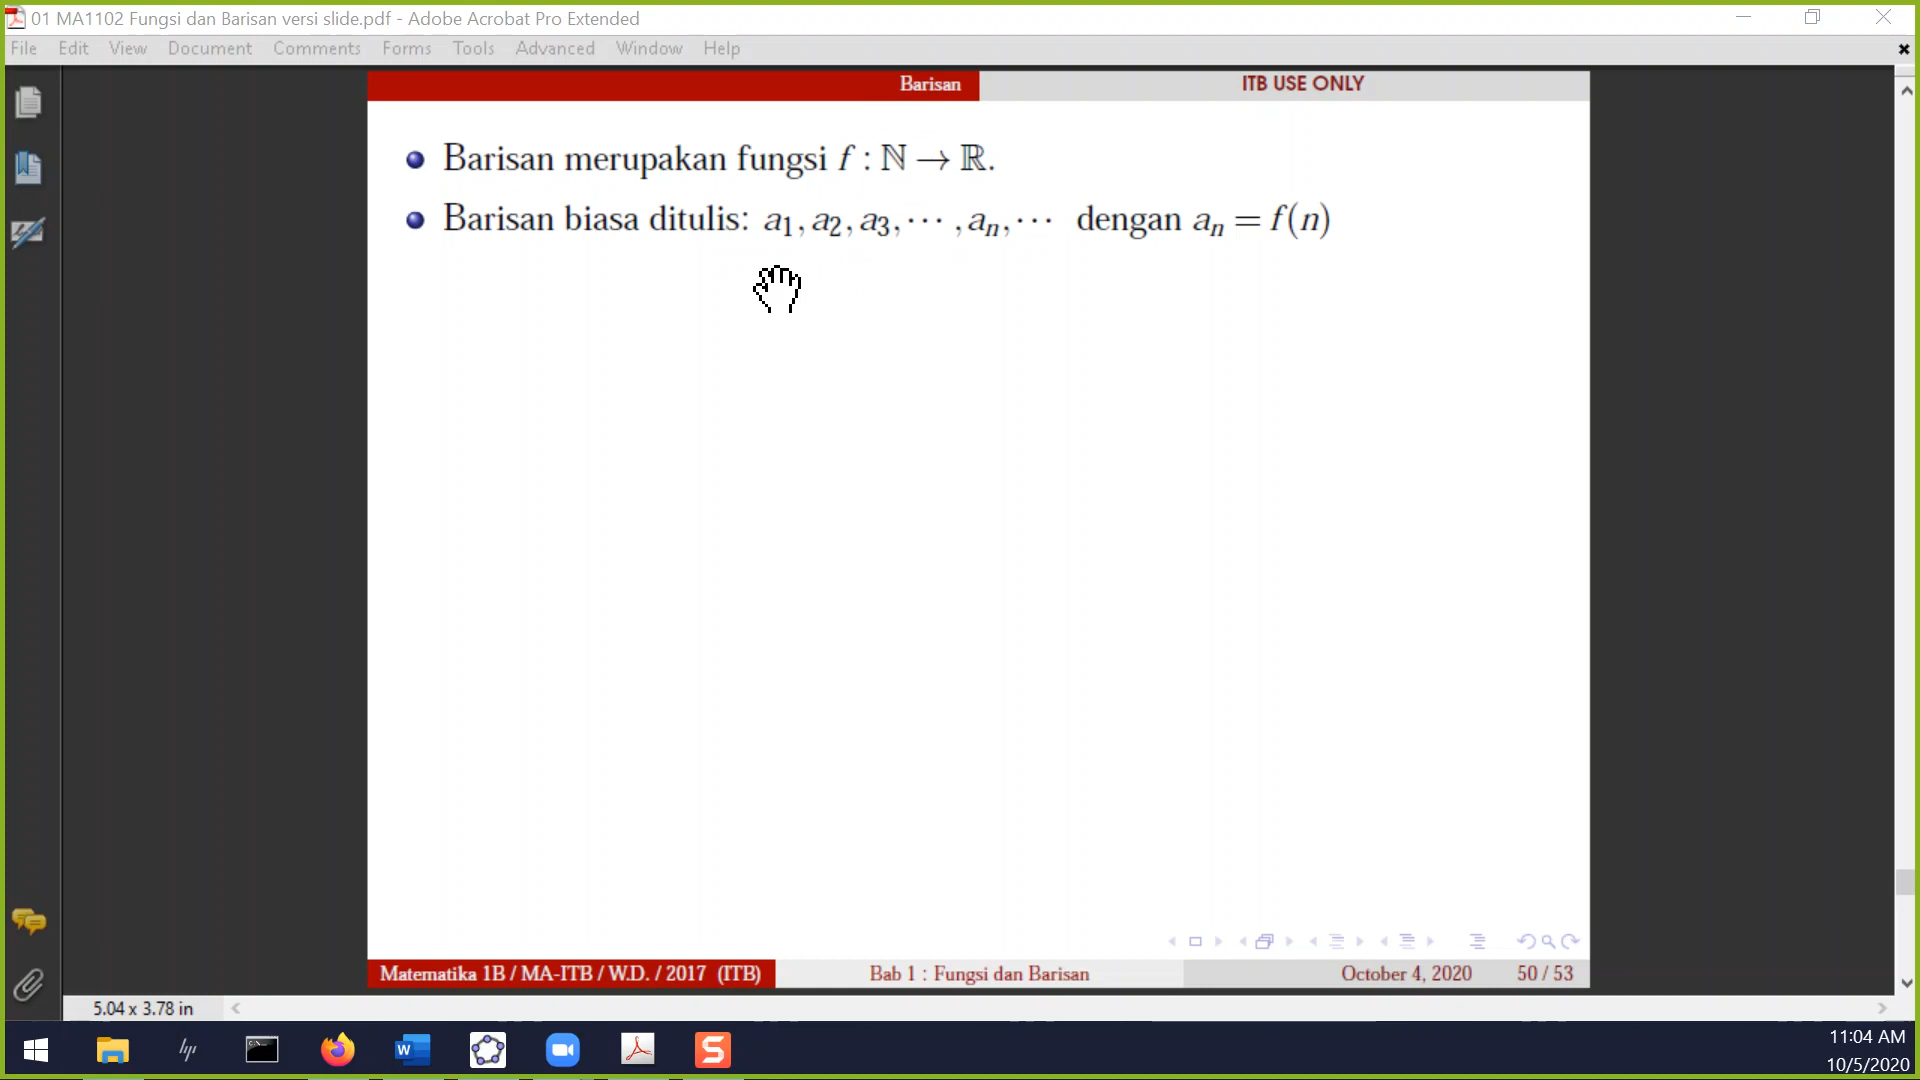 01 MA1102 Fungsi dan Barisan versi slide.pdf - Adobe Acrobat Pro Extended
File Edit View Document Comments Forms Tools Advanced Window Help
Barisan ITB USE ONLY
Barisan merupakan fungsi f : ℕ → ℝ.
Barisan biasa ditulis: a₁, a₂, a₃, ⋯ , aₙ, ⋯ dengan aₙ = f(n)
Matematika 1B / MA-ITB / W.D. / 2017 (ITB) Bab 1 : Fungsi dan Barisan October 4, 2020 50 / 53
5.04 x 3.78 in
11:04 AM
10/5/2020